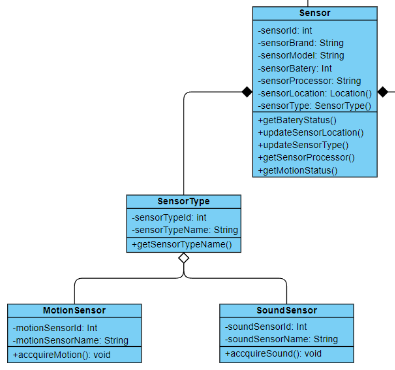 Sensor
-sensorId: int
-sensorBrand: String
-sensorModel: String
-sensorBatery: Int
-sensorProcessor: String
-sensorLocation: Location()
-sensorType: SensorType()
+getBateryStatus()
+updateSensorLocation()
+updateSensorType()
+getSensorProcessor()
+getMotionStatus()
SensorType
-sensorTypeId: int
-sensorTypeName: String
+getSensorTypeName()
MotionSensor
-motionSensorId: Int
-motionSensorName: String
+accquireMotion(): void
SoundSensor
-soundSensorId: Int
-soundSensorName: String
+accquireSound(): void